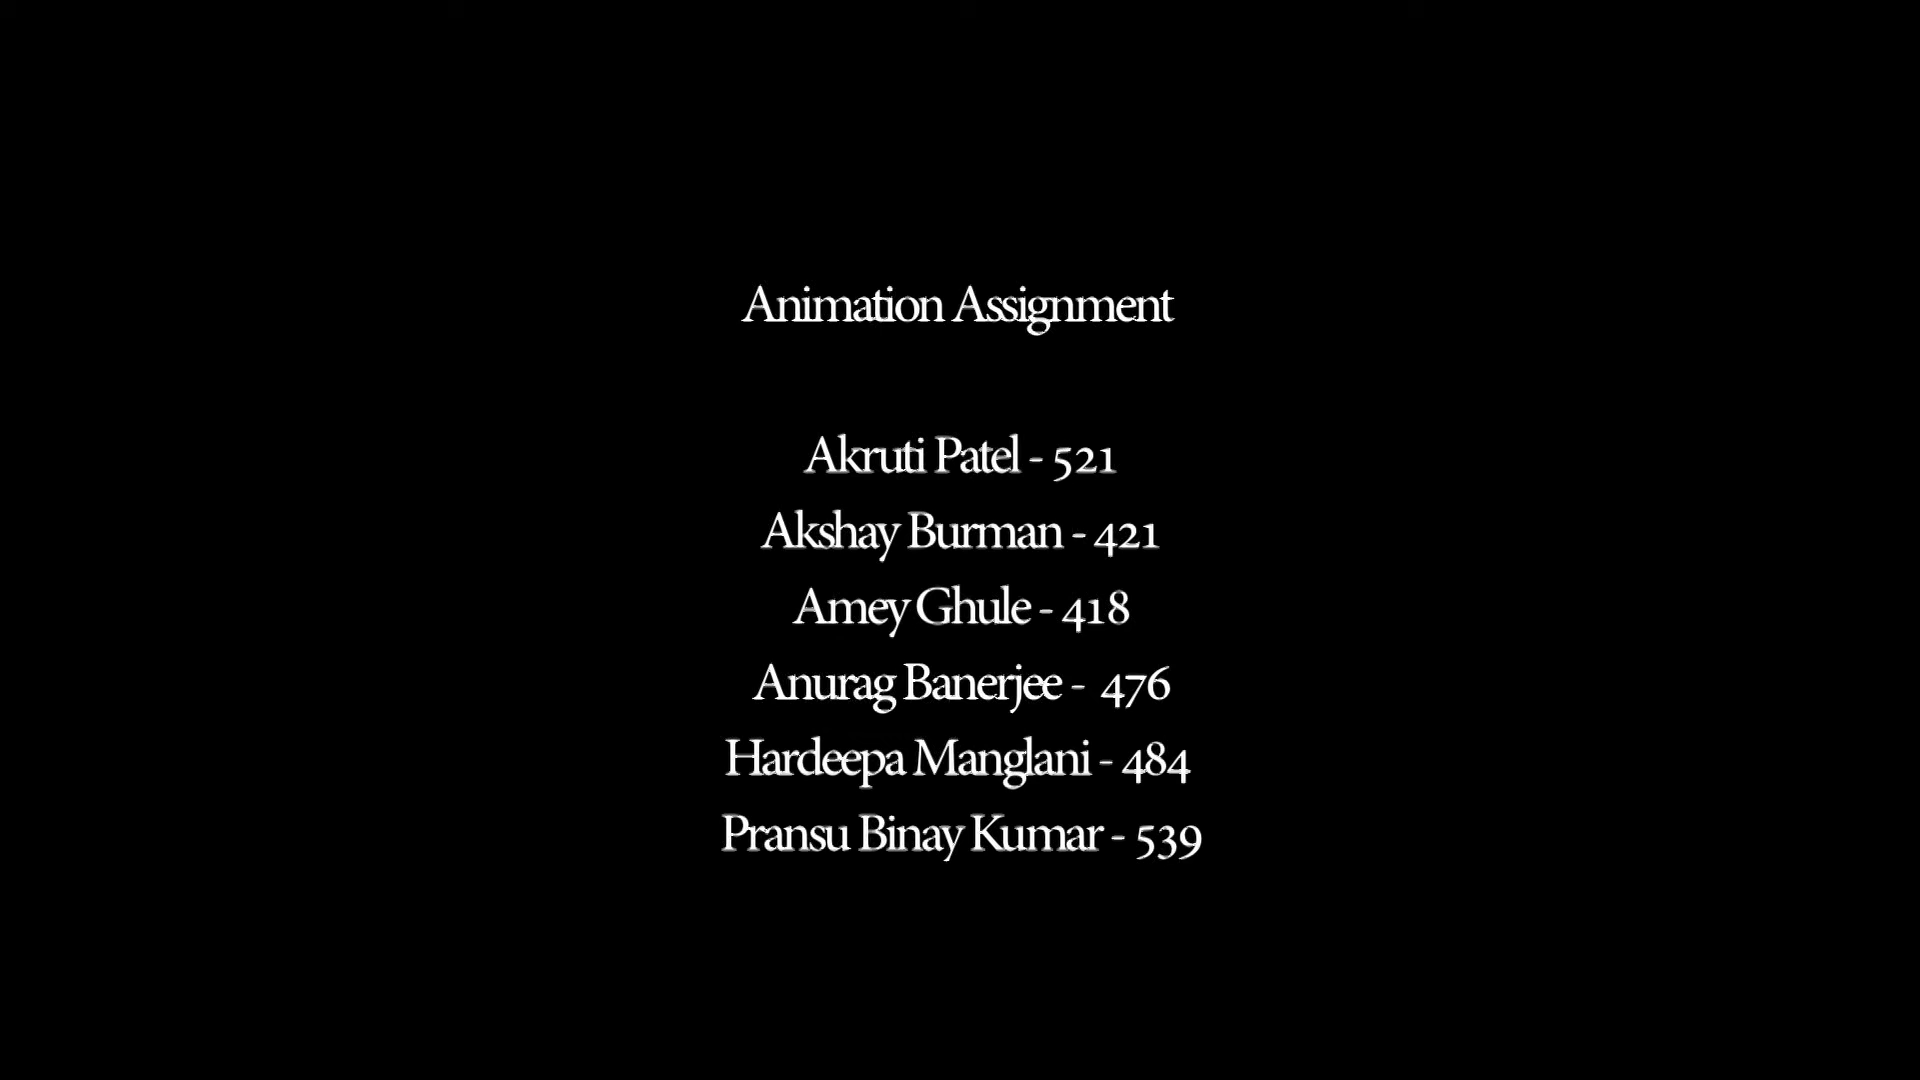 Animation Assignment
Akruti Patel - 521
Akshay Burman - 421
Amey Ghule - 418
Anurag Banerjee -  476
Hardeepa Manglani - 484
Pransu Binay Kumar - 539